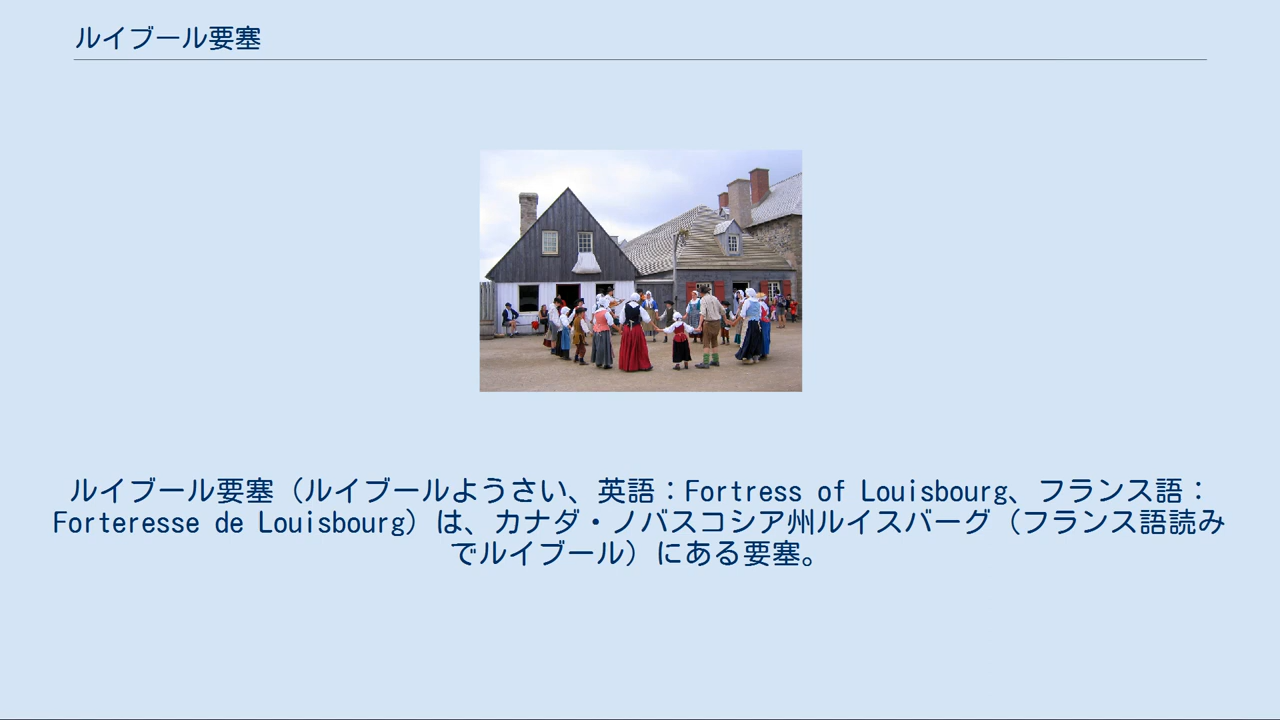 ルイブール要塞
ルイブール要塞（ルイブールようさい、英語：Fortress of Louisbourg、フランス語：
Forteresse de Louisbourg）は、カナダ・ノバスコシア州ルイスバーグ（フランス語読み
でルイブール）にある要塞。